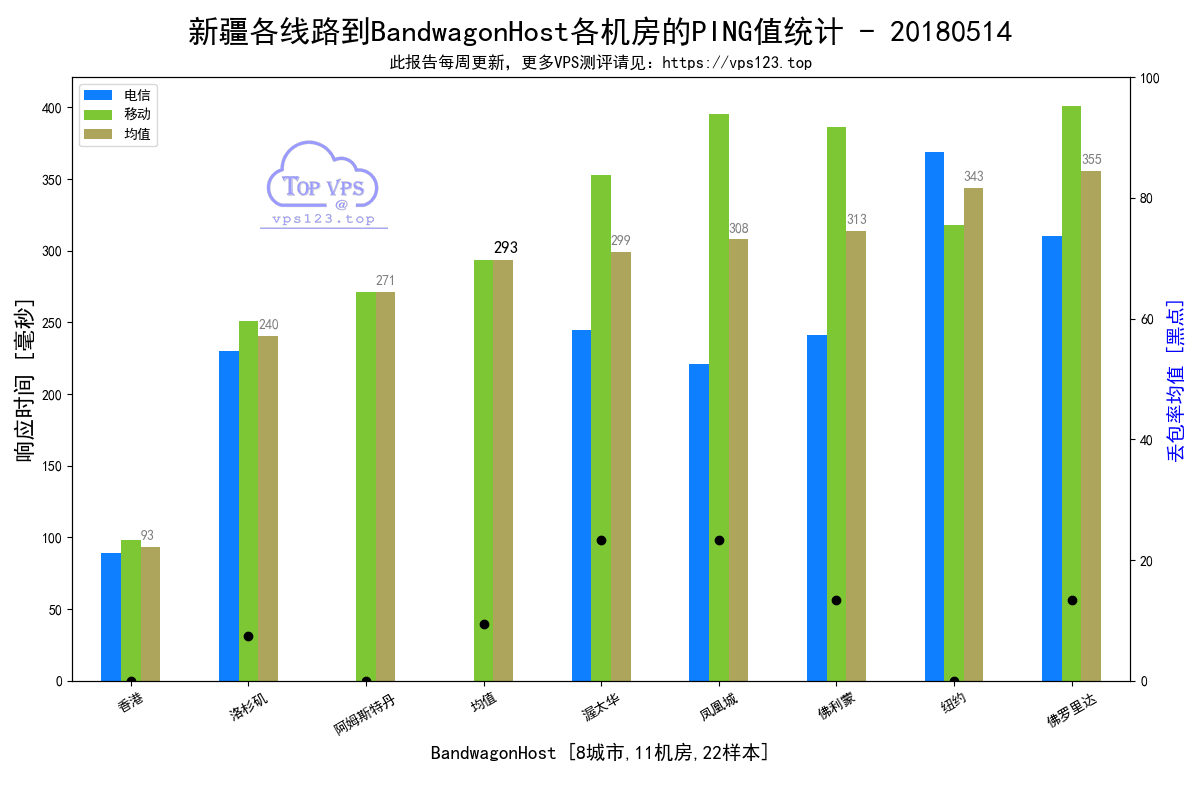 新疆各线路到BandwagonHost各机房的PING值统计 - 20180514
此报告每周更新，更多VPS测评请见：https://vps123.top
电信
移动
均值
TOP VPS
@
vps123.top
响应时间 [毫秒]
400
350
300
250
200
150
100
50
0
93
240
271
293
299
308
313
343
355
100
80
60
40
20
0
丢包率均值 [黑点]
香港
洛杉矶
阿姆斯特丹
均值
渥太华
凤凰城
佛利蒙
纽约
佛罗里达
BandwagonHost [8城市,11机房,22样本]